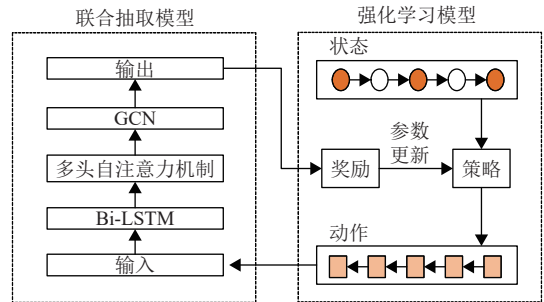 联合抽取模型
输出
GCN
多头自注意力机制
Bi-LSTM
输入
强化学习模型
状态
参数
更新
奖励
策略
动作